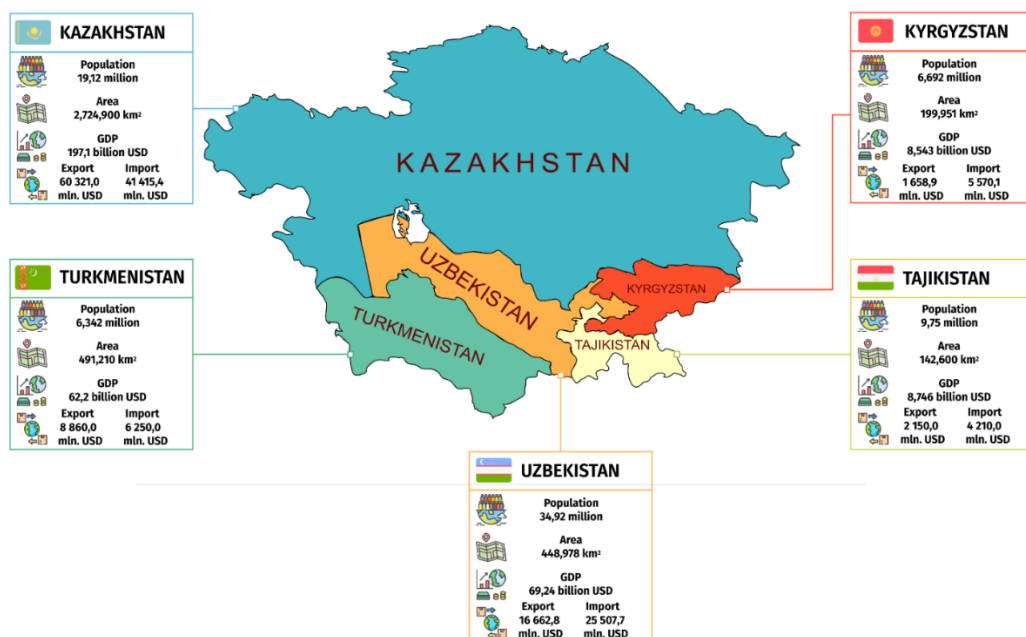 KAZAKHSTAN
Population
19,12 million
Area
2,724,900 km²
GDP
197,1 billion USD
Export Import
60 321,0 41 415,4
mln. USD mln. USD
KYRGYZSTAN
Population
6,692 million
Area
199,951 km²
GDP
8,543 billion USD
Export Import
1 658,9 5 570,1
mln. USD mln. USD
KAZAKHSTAN
UZBEKISTAN
TURKMENISTAN
KYRGYZSTAN
TAJIKISTAN
TURKMENISTAN
Population
6,342 million
Area
491,210 km²
GDP
62,2 billion USD
Export Import
8 860,0 6 250,0
mln. USD mln. USD
TAJIKISTAN
Population
9,75 million
Area
142,600 km²
GDP
8,746 billion USD
Export Import
2 150,0 4 210,0
mln. USD mln. USD
UZBEKISTAN
Population
34,92 million
Area
448,978 km²
GDP
69,24 billion USD
Export Import
16 662,8 25 507,7
mln. USD mln. USD